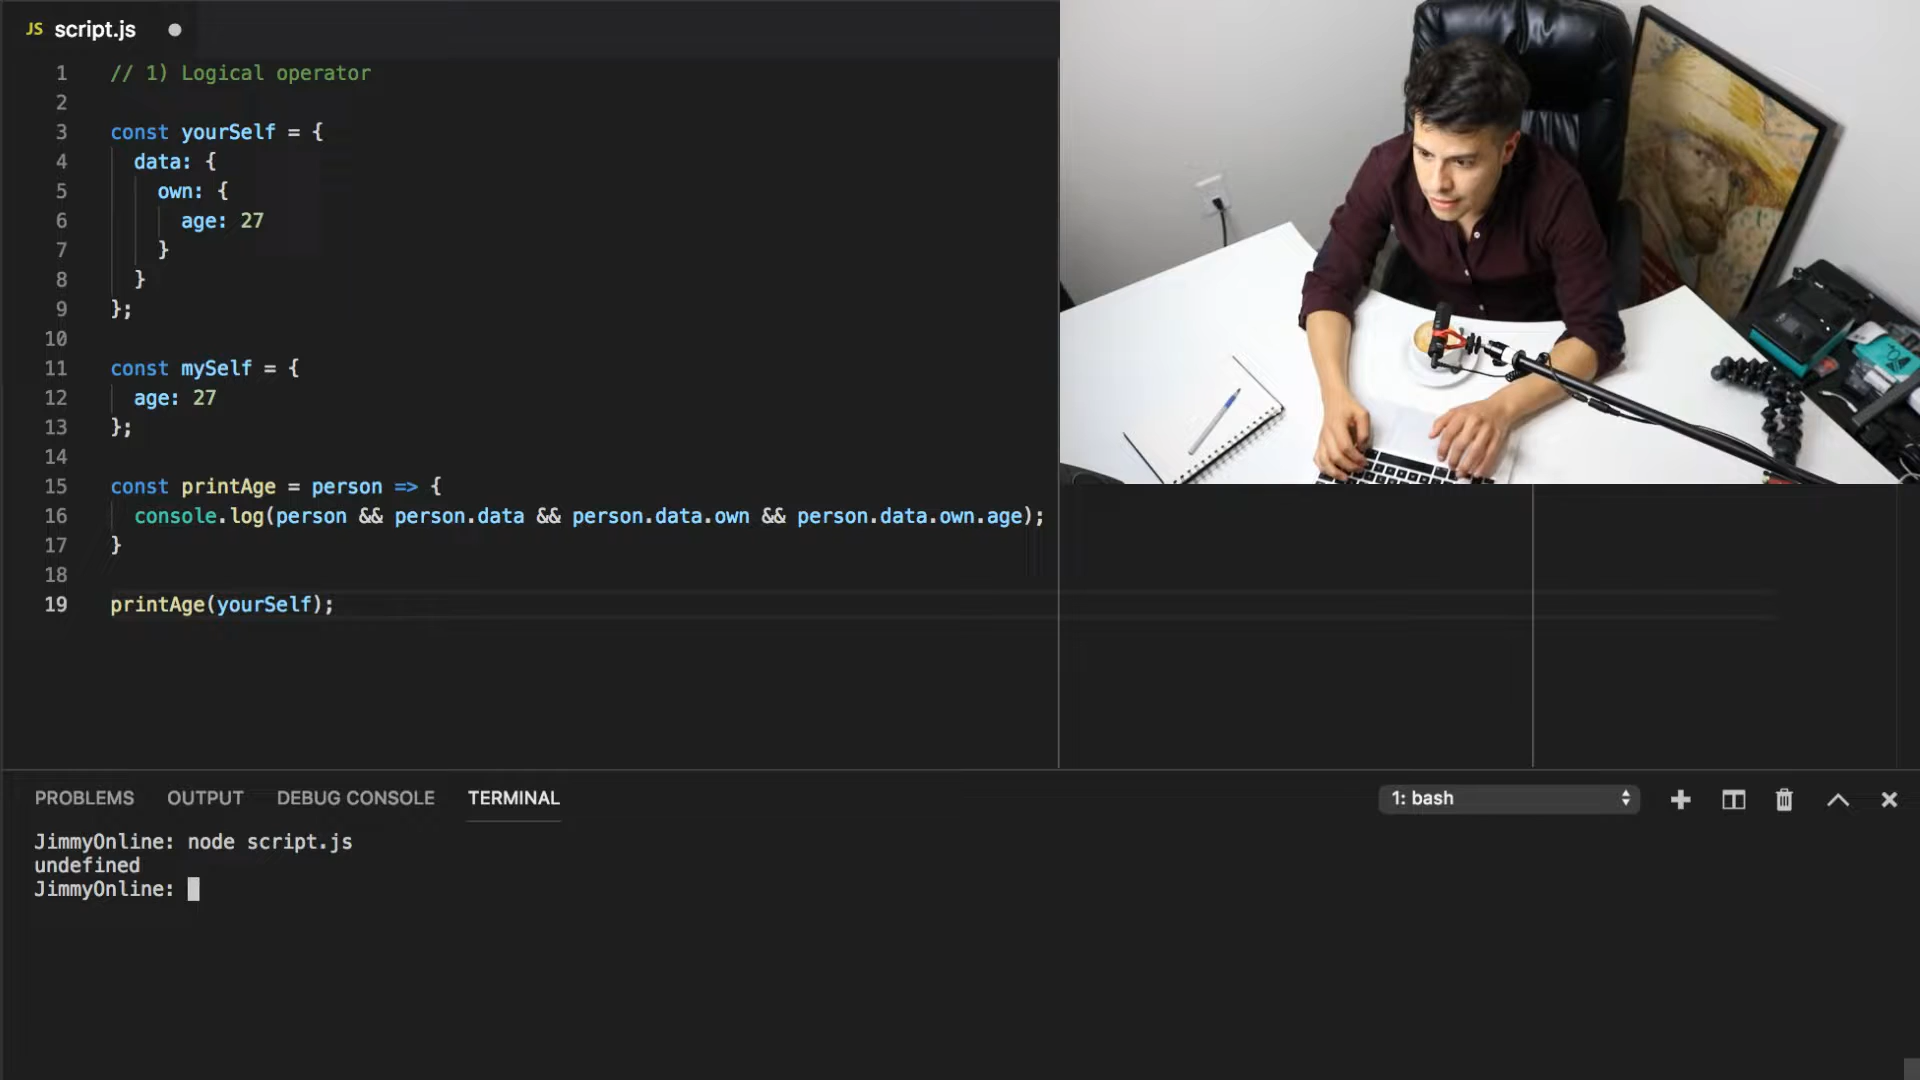 JS script.js
1 // 1) Logical operator
2
3 const yourSelf = {
4 data: {
5 own: {
6 age: 27
7 }
8 }
9 };
10
11 const mySelf = {
12 age: 27
13 };
14
15 const printAge = person => {
16 console.log(person && person.data && person.data.own && person.data.own.age);
17 }
18
19 printAge(yourSelf);
PROBLEMS OUTPUT DEBUG CONSOLE TERMINAL 1: bash
JimmyOnline: node script.js
undefined
JimmyOnline: